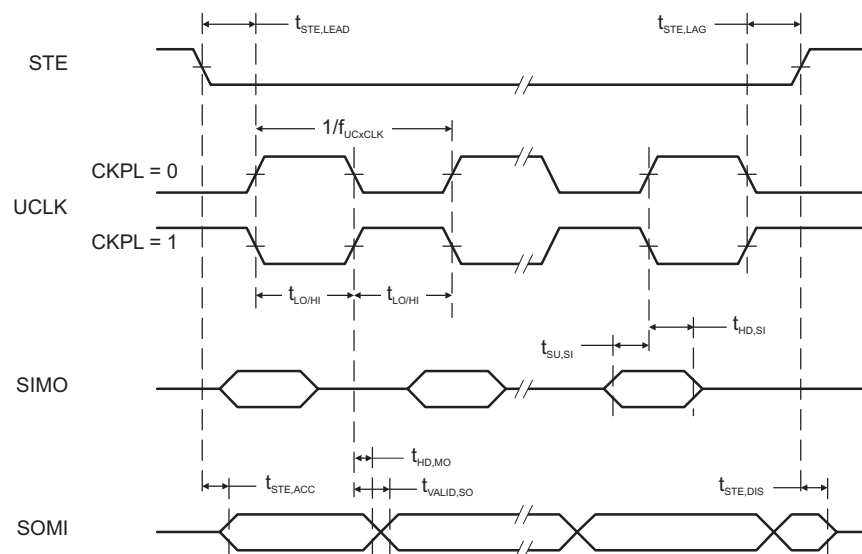 t_STE,LEAD
t_STE,LAG
STE
1/f_UCxCLK
CKPL = 0
UCLK
CKPL = 1
t_LO/HI
t_LO/HI
t_HD,SI
t_SU,SI
SIMO
t_HD,MO
t_STE,ACC
t_VALID,SO
t_STE,DIS
SOMI